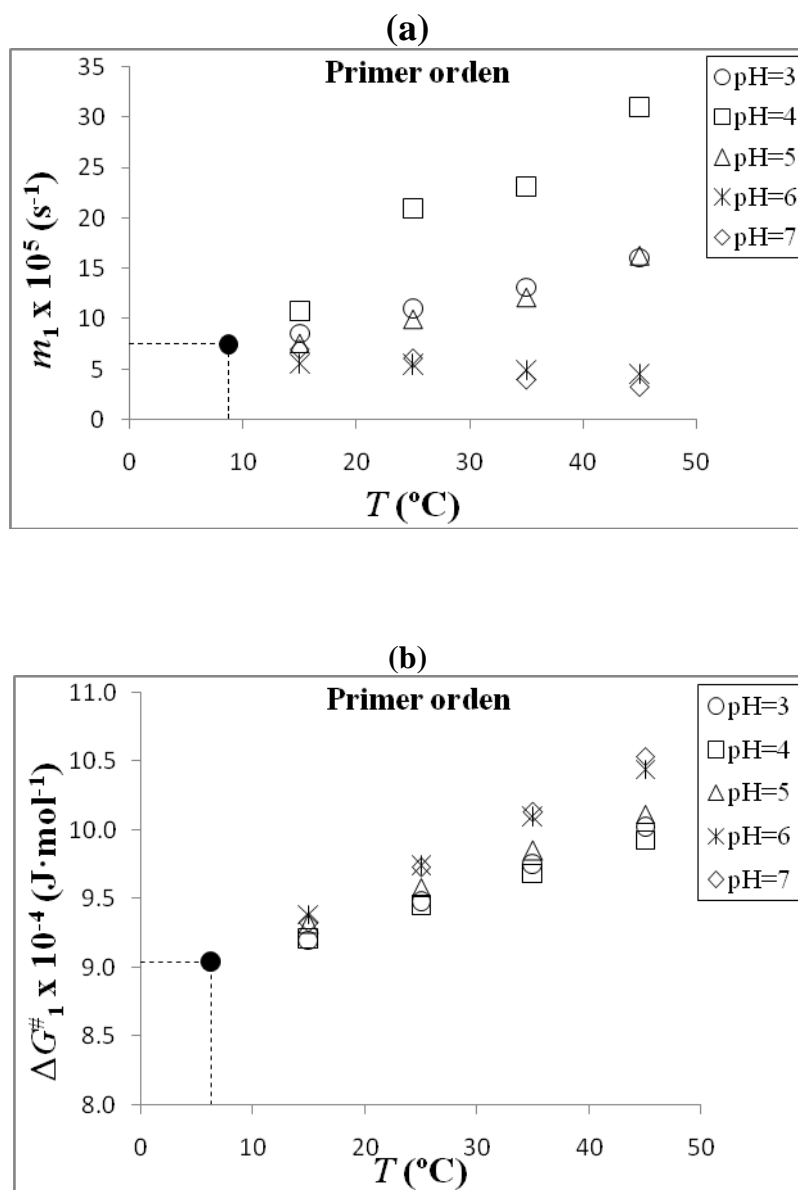 (a)
Primer orden
35
30
25
20
15
10
5
0
m₁ x 10⁵ (s⁻¹)
0 10 20 30 40 50
T (ºC)
pH=3
pH=4
pH=5
pH=6
pH=7
(b)
Primer orden
11.0
10.5
10.0
9.5
9.0
8.5
8.0
ΔG^#₁ x 10⁻⁴ (J·mol⁻¹)
0 10 20 30 40 50
T (ºC)
pH=3
pH=4
pH=5
pH=6
pH=7